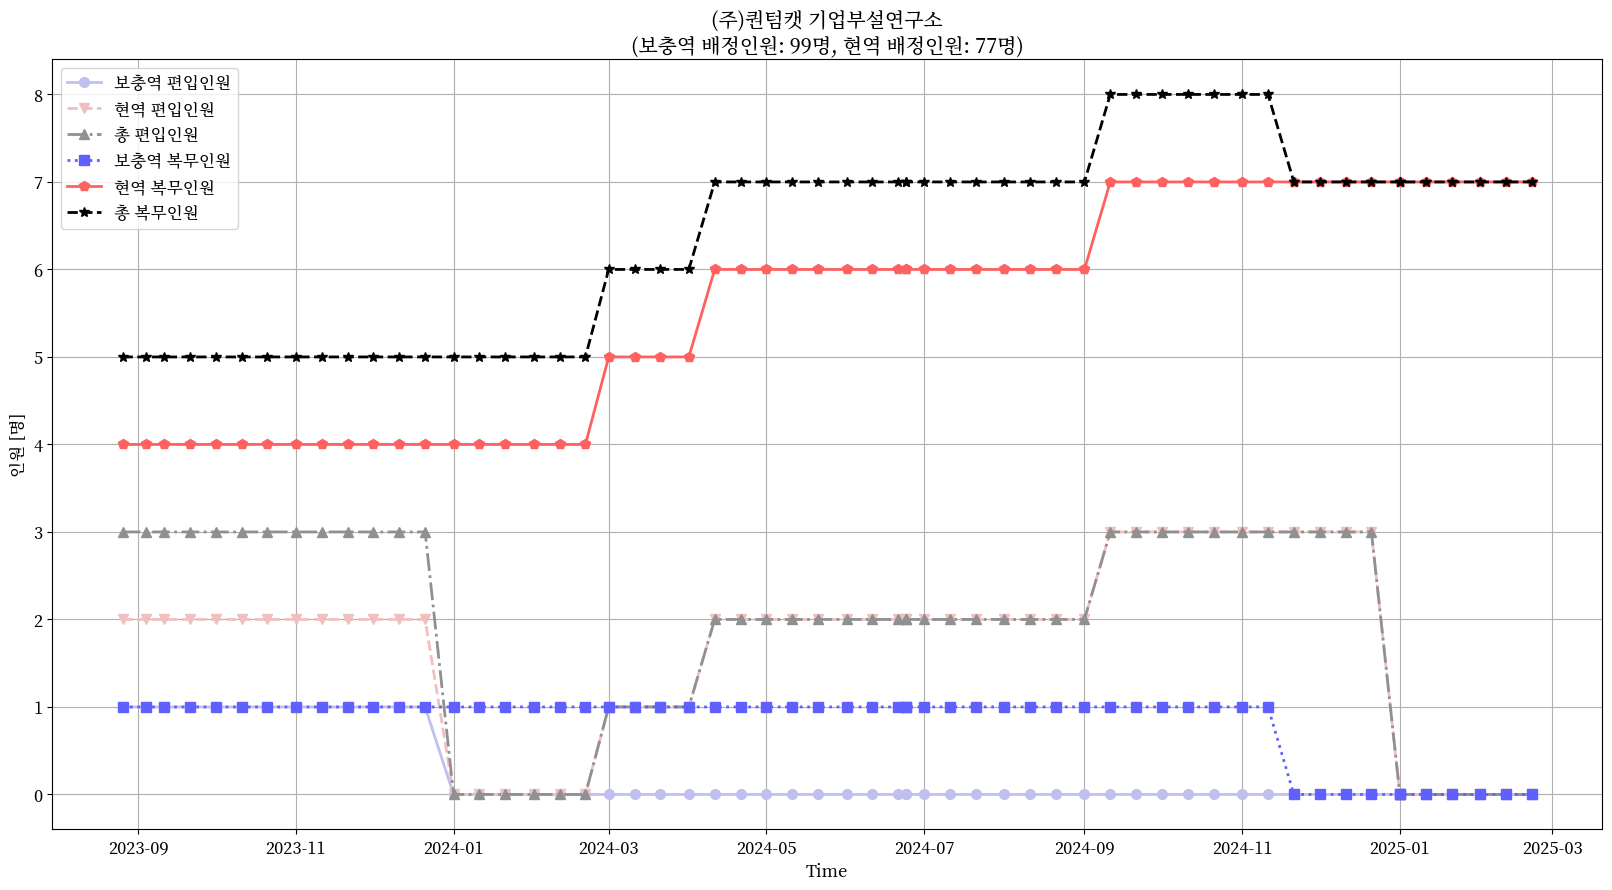 (주)퀀텀캣 기업부설연구소
(보충역 배정인원: 99명, 현역 배정인원: 77명)
보충역 편입인원
현역 편입인원
총 편입인원
보충역 복무인원
현역 복무인원
총 복무인원
인원 [명]
8
7
6
5
4
3
2
1
0
2023-09 2023-11 2024-01 2024-03 2024-05 2024-07 2024-09 2024-11 2025-01 2025-03
Time